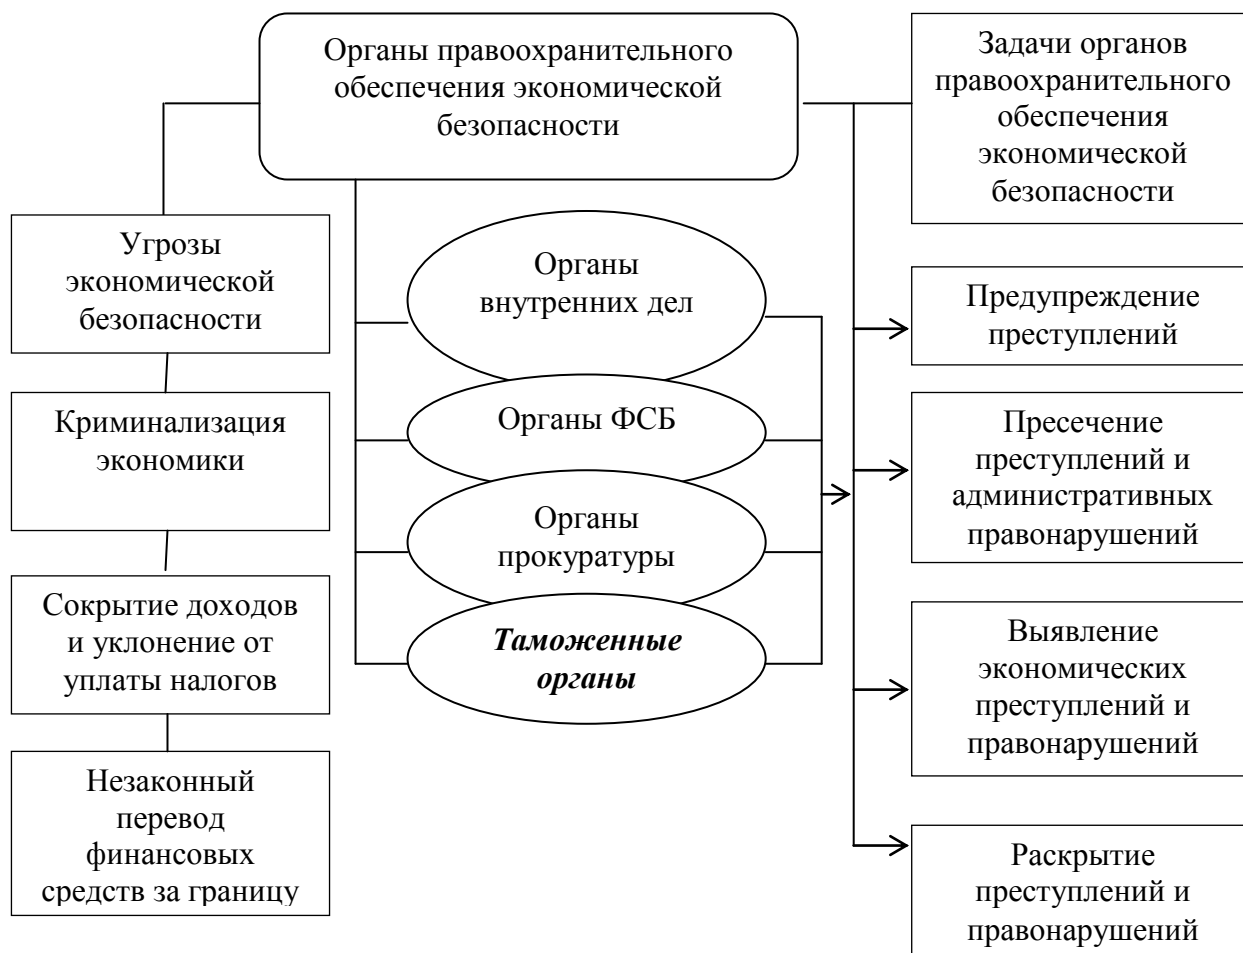 Органы правоохранительного
обеспечения экономической
безопасности
Задачи органов
правоохранительного
обеспечения
экономической
безопасности
Угрозы
экономической
безопасности
Криминализация
экономики
Сокрытие доходов
и уклонение от
уплаты налогов
Незаконный
перевод
финансовых
средств за границу
Органы
внутренних дел
Органы ФСБ
Органы
прокуратуры
Таможенные
органы
Предупреждение
преступлений
Пресечение
преступлений и
административных
правонарушений
Выявление
экономических
преступлений и
правонарушений
Раскрытие
преступлений и
правонарушений